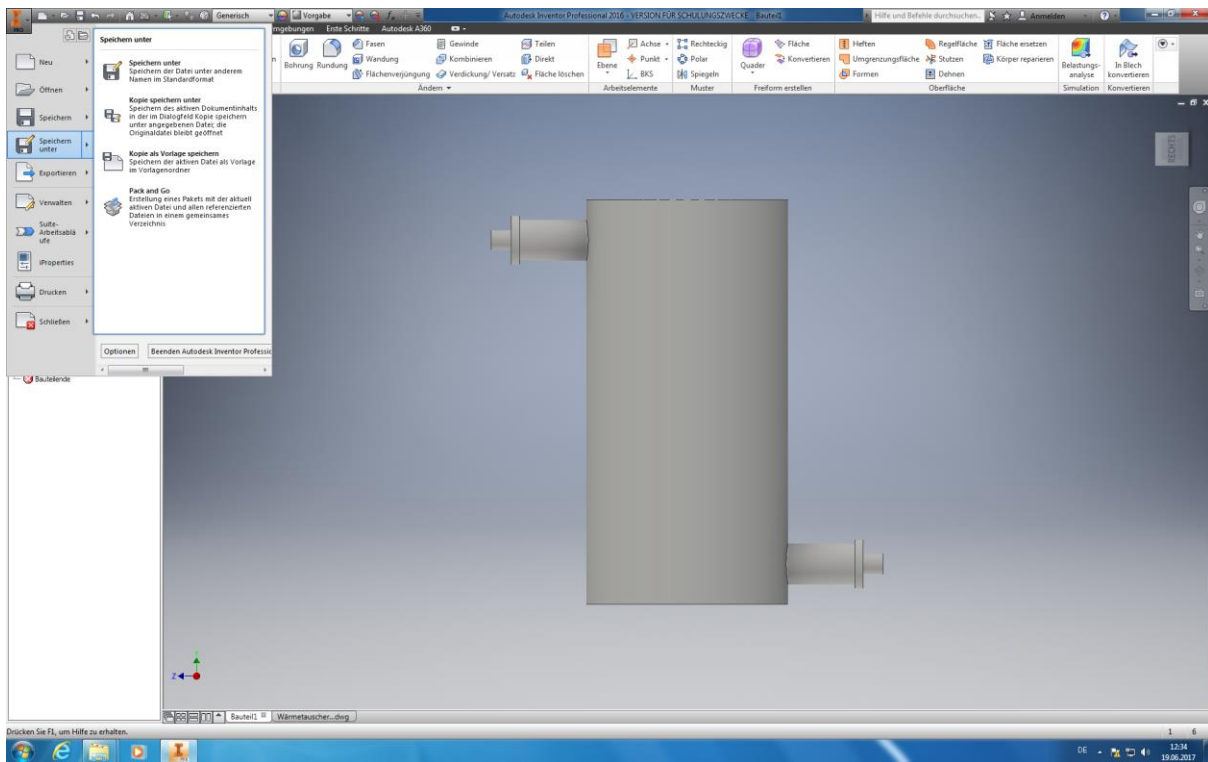 Generisch
Vorgabe
Autodesk Inventor Professional 2016 - VERSION FÜR SCHULUNGSZWECKE Bauteil1
Hilfe und Befehle durchsuchen...
Anmelden
PRO
mgebungen Erste Schritte Autodesk A360
Speichern unter
Neu
Öffnen
Speichern
Speichern
unter
Exportieren
Verwalten
Suite-
Arbeitsablä
ufe
iProperties
Drucken
Schließen
Speichern unter
Speichern der Datei unter anderem
Namen im Standardformat
Kopie speichern unter
Speichern des aktiven Dokumentinhalts
in der im Dialogfeld Kopie speichern
unter angegebenen Datei; die
Originaldatei bleibt geöffnet
Kopie als Vorlage speichern
Speichern der aktiven Datei als Vorlage
im Vorlagenordner
Pack and Go
Erstellung eines Pakets mit der aktuell
aktiven Datei und allen referenzierten
Dateien in einem gemeinsames
Verzeichnis
Optionen
Beenden Autodesk Inventor Professio
Bohrung
Rundung
Fasen
Wandung
Flächenverjüngung
Gewinde
Kombinieren
Verdickung/ Versatz
Teilen
Direkt
Fläche löschen
Ändern
Ebene
Achse
Punkt
BKS
Arbeitselemente
Rechteckig
Polar
Spiegeln
Muster
Quader
Fläche
Konvertieren
Freiform erstellen
Heften
Umgrenzungsfläche
Formen
Regelfläche
Stutzen
Dehnen
Fläche ersetzen
Körper reparieren
Oberfläche
Belastungs-
analyse
Simulation
In Blech
konvertieren
Konvertieren
RECHTS
Bauteilende
Y
Z
Bauteil1
Wärmetauscher...dwg
Drücken Sie F1, um Hilfe zu erhalten.
1 6
DE
12:34
19.06.2017